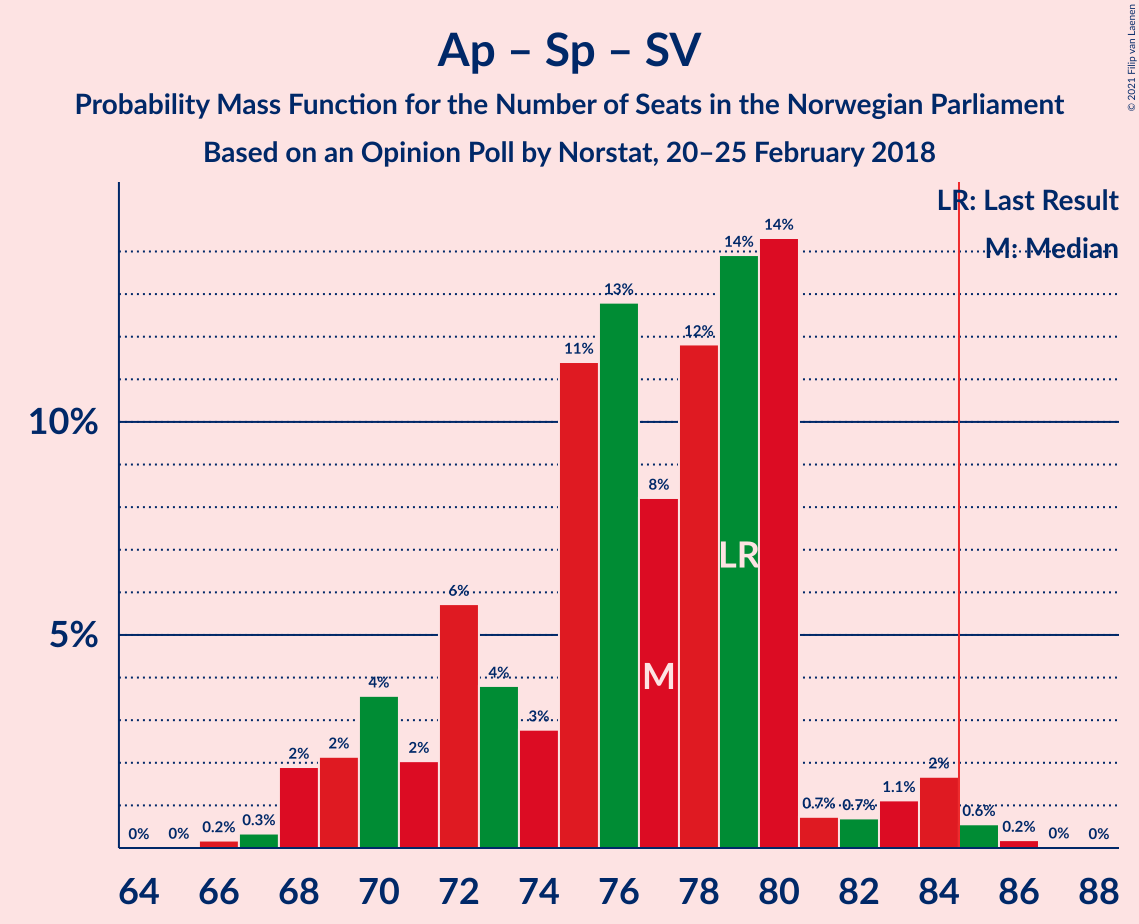 © 2021 Filip van Laenen
Ap – Sp – SV
Probability Mass Function for the Number of Seats in the Norwegian Parliament
Based on an Opinion Poll by Norstat, 20–25 February 2018
LR: Last Result
M: Median
10%
5%
0% 0% 0.2% 0.3% 2% 2% 4% 2% 6% 4% 3% 11% 13% 8% 12% 14% 14% 0.7% 0.7% 1.1% 2% 0.6% 0.2% 0% 0%
LR
M
64 66 68 70 72 74 76 78 80 82 84 86 88